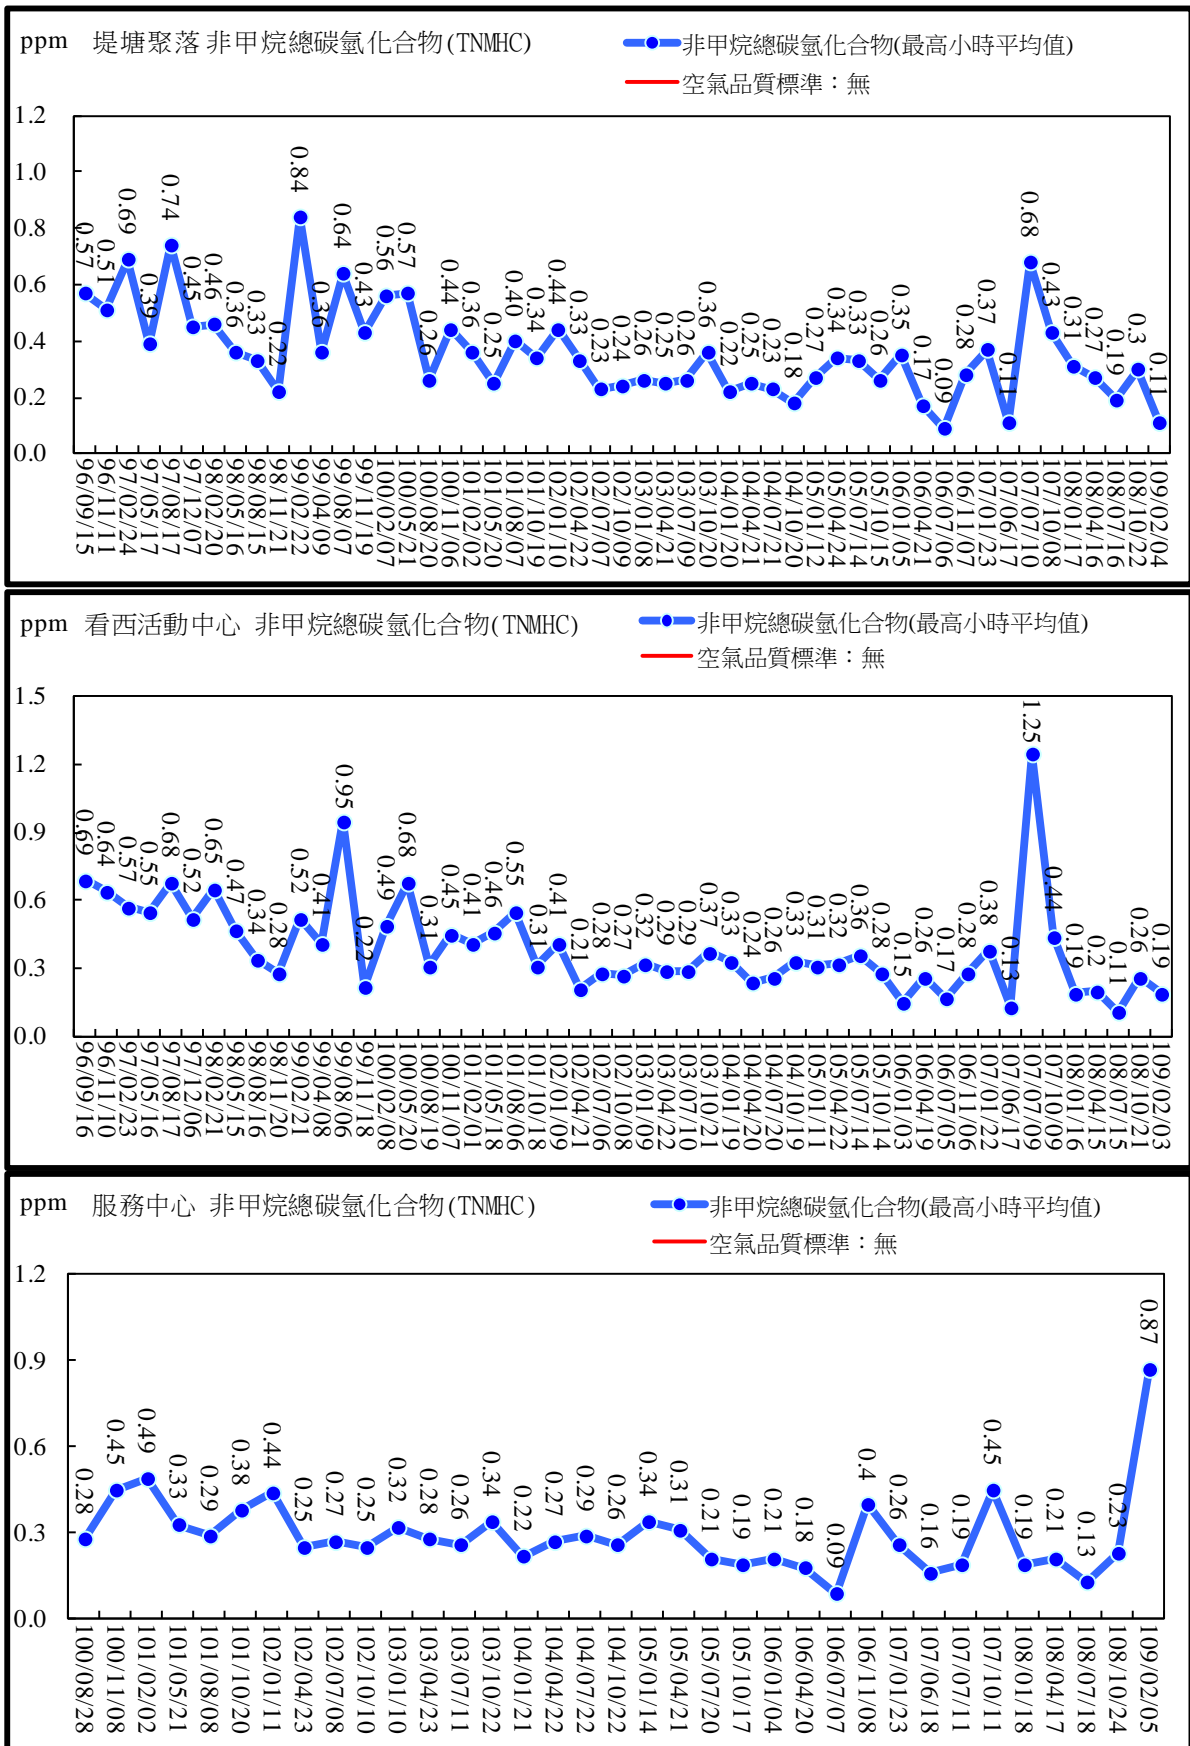 ppm 堤塘聚落 非甲烷總碳氫化合物(TNMHC)
非甲烷總碳氫化合物(最高小時平均值)
空氣品質標準：無
1.2
1.0
0.8
0.6
0.4
0.2
0.0
0.57 0.51 0.69 0.39 0.74 0.45 0.46 0.36 0.33 0.22 0.84 0.36 0.64 0.43 0.56 0.57 0.26 0.44 0.36 0.25 0.40 0.34 0.44 0.33 0.23 0.24 0.26 0.25 0.26 0.36 0.22 0.25 0.23 0.18 0.27 0.34 0.33 0.26 0.35 0.17 0.09 0.28 0.37 0.11 0.68 0.43 0.31 0.27 0.19 0.3 0.11
96/09/15 96/11/11 97/02/24 97/05/17 97/08/17 97/12/07 98/02/20 98/05/16 98/08/15 98/11/21 99/02/22 99/04/09 99/08/07 99/11/19 100/02/07 100/05/21 100/08/20 100/11/06 101/02/02 101/05/20 101/08/07 101/10/19 102/01/10 102/04/22 102/07/07 102/10/09 103/01/08 103/04/21 103/07/09 103/10/20 104/01/20 104/04/21 104/07/21 104/10/20 105/01/12 105/04/24 105/07/14 105/10/15 106/01/05 106/04/21 106/07/06 106/11/07 107/01/23 107/06/17 107/07/10 107/10/08 108/01/17 108/04/16 108/07/16 108/10/22 109/02/04
ppm 看西活動中心 非甲烷總碳氫化合物(TNMHC)
非甲烷總碳氫化合物(最高小時平均值)
空氣品質標準：無
1.5
1.2
0.9
0.6
0.3
0.0
0.69 0.64 0.57 0.55 0.68 0.52 0.65 0.47 0.34 0.28 0.52 0.41 0.95 0.22 0.49 0.68 0.31 0.45 0.41 0.46 0.55 0.31 0.41 0.21 0.28 0.27 0.32 0.29 0.29 0.37 0.33 0.24 0.26 0.33 0.31 0.32 0.36 0.28 0.15 0.26 0.17 0.28 0.38 0.13 1.25 0.44 0.19 0.2 0.11 0.26 0.19
96/09/16 96/11/10 97/02/23 97/05/16 97/08/17 97/12/06 98/02/21 98/05/15 98/08/16 98/11/20 99/02/21 99/04/08 99/08/06 99/11/18 100/02/08 100/05/20 100/08/19 100/11/07 101/02/01 101/05/18 101/08/06 101/10/18 102/01/09 102/04/21 102/07/06 102/10/08 103/01/09 103/04/22 103/07/10 103/10/21 104/01/19 104/04/20 104/07/20 104/10/19 105/01/11 105/04/22 105/07/14 105/10/14 106/01/03 106/04/19 106/07/05 106/11/06 107/01/22 107/06/17 107/07/09 107/10/09 108/01/16 108/04/15 108/07/15 108/10/21 109/02/03
ppm 服務中心 非甲烷總碳氫化合物(TNMHC)
非甲烷總碳氫化合物(最高小時平均值)
空氣品質標準：無
1.2
0.9
0.6
0.3
0.0
0.28 0.45 0.49 0.33 0.29 0.38 0.44 0.25 0.27 0.25 0.32 0.28 0.26 0.34 0.22 0.27 0.29 0.26 0.34 0.31 0.21 0.19 0.21 0.18 0.09 0.4 0.26 0.16 0.19 0.45 0.19 0.21 0.13 0.23 0.87
100/08/28 100/11/08 101/02/02 101/05/21 101/08/08 101/10/20 102/01/11 102/04/23 102/07/08 102/10/10 103/01/10 103/04/23 103/07/11 103/10/22 104/01/21 104/04/22 104/07/22 104/10/22 105/01/14 105/04/21 105/07/20 105/10/17 106/01/04 106/04/20 106/07/07 106/11/08 107/01/23 107/06/18 107/07/11 107/10/11 108/01/18 108/04/17 108/07/18 108/10/24 109/02/05